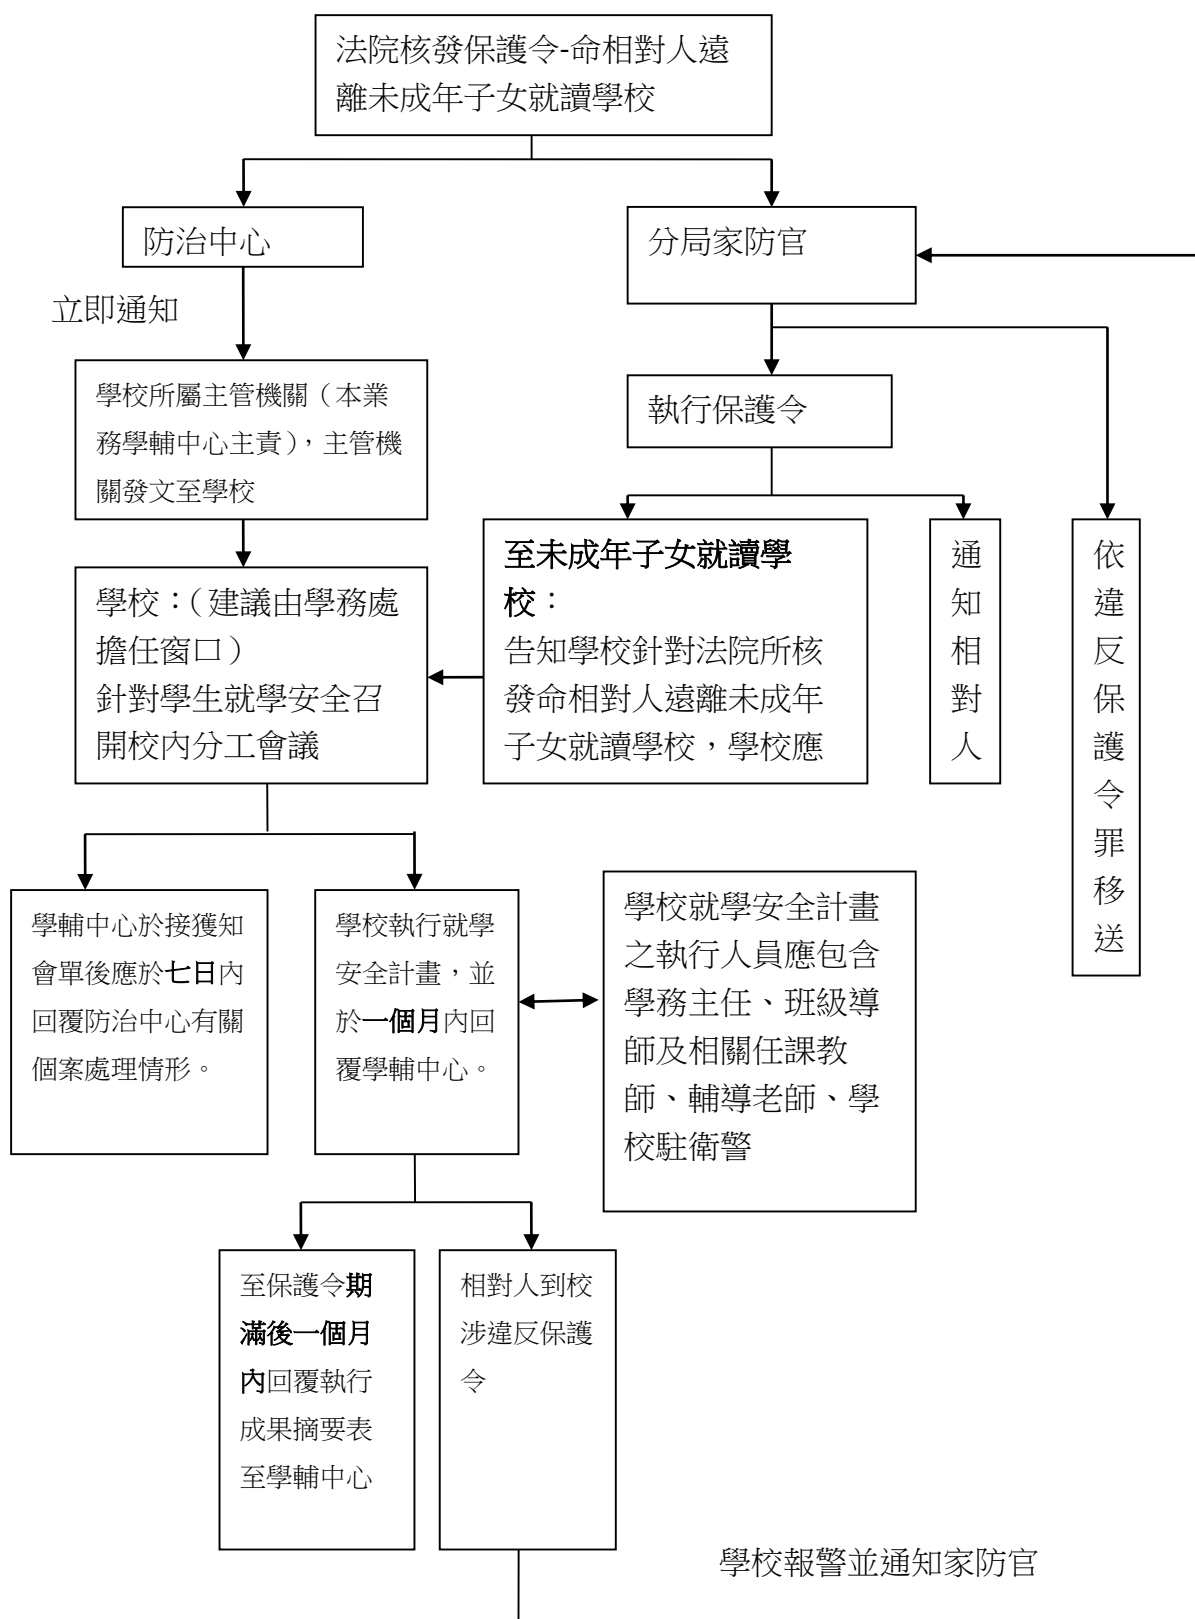 法院核發保護令-命相對人遠
離未成年子女就讀學校
防治中心
分局家防官
立即通知
學校所屬主管機關（本業
務學輔中心主責），主管機
關發文至學校
執行保護令
學校：（建議由學務處
擔任窗口）
針對學生就學安全召
開校內分工會議
至未成年子女就讀學
校：
告知學校針對法院所核
發命相對人遠離未成年
子女就讀學校，學校應
通知相對人
依違反保護令罪移送
學輔中心於接獲知
會單後應於七日內
回覆防治中心有關
個案處理情形。
學校執行就學
安全計畫，並
於一個月內回
覆學輔中心。
學校就學安全計畫
之執行人員應包含
學務主任、班級導
師及相關任課教
師、輔導老師、學
校駐衛警
至保護令期
滿後一個月
內回覆執行
成果摘要表
至學輔中心
相對人到校
涉違反保護
令
學校報警並通知家防官